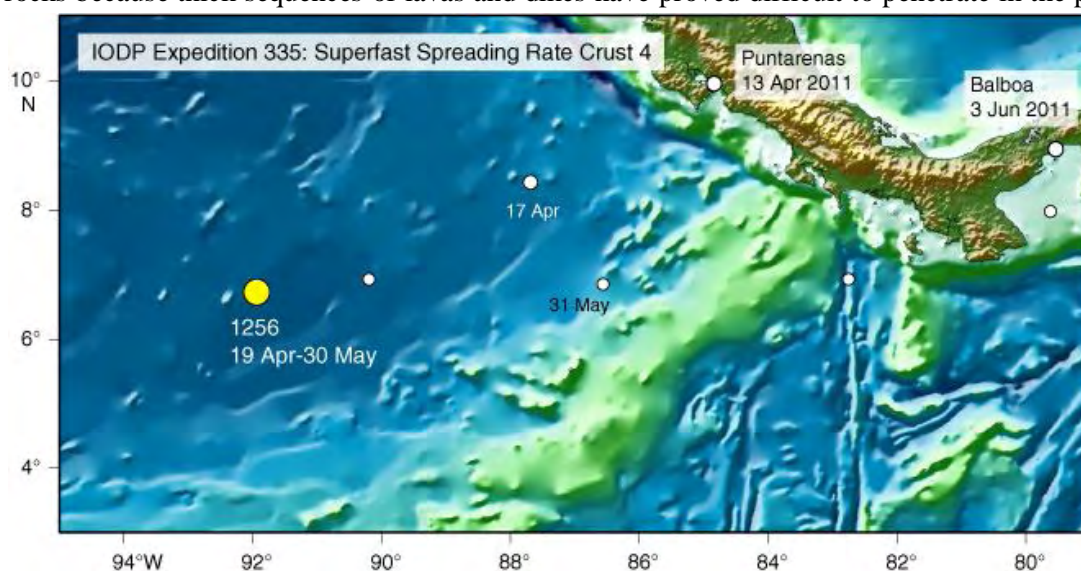 rocks because thick sequences of lavas and dikes have proved difficult to penetrate in the p
IODP Expedition 335: Superfast Spreading Rate Crust 4
Puntarenas
13 Apr 2011
Balboa
3 Jun 2011
10°
N
8°
6°
4°
17 Apr
31 May
1256
19 Apr-30 May
94°W
92°
90°
88°
86°
84°
82°
80°